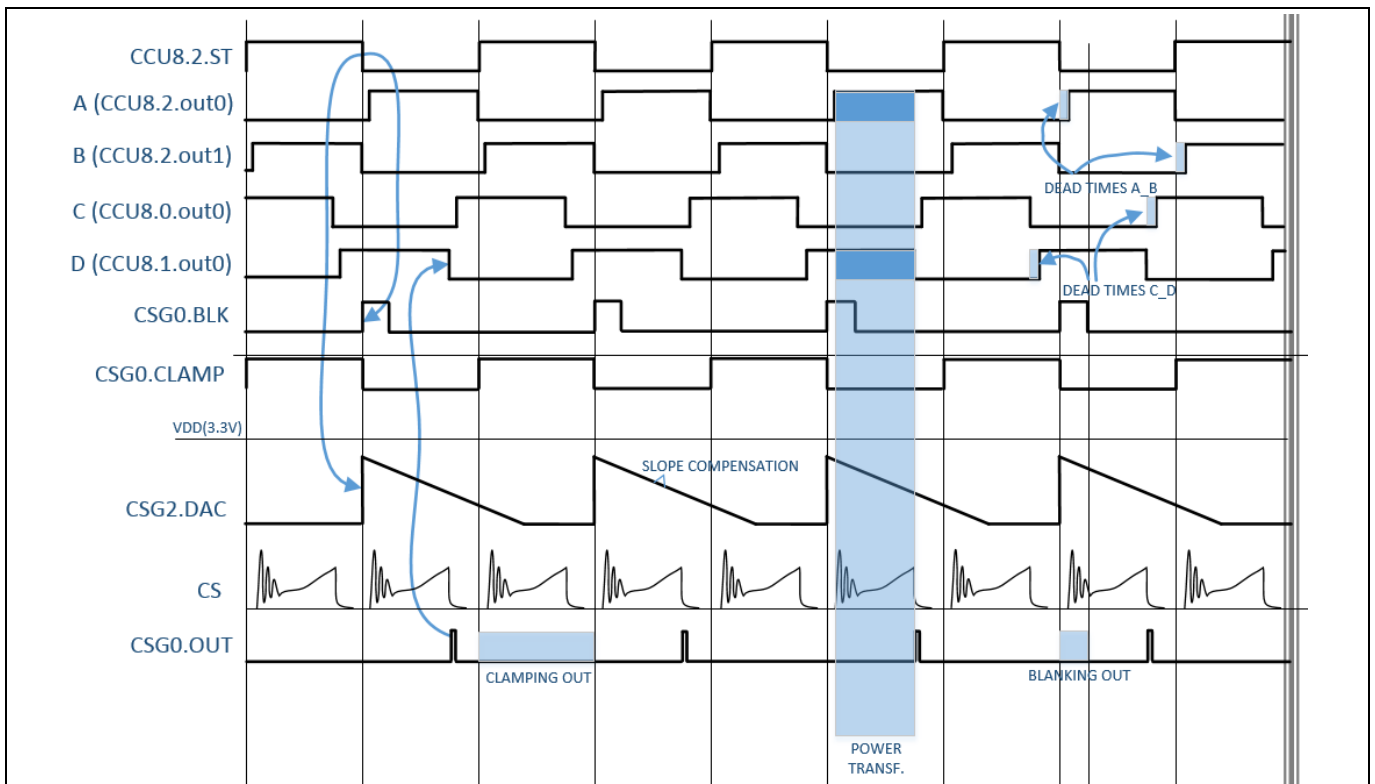 CCU8.2.ST
A (CCU8.2.out0)
B (CCU8.2.out1)
DEAD TIMES A_B
C (CCU8.0.out0)
D (CCU8.1.out0)
DEAD TIMES C_D
CSG0.BLK
CSG0.CLAMP
VDD(3.3V)
SLOPE COMPENSATION
CSG2.DAC
CS
CSG0.OUT
CLAMPING OUT
BLANKING OUT
POWER
TRANSF.